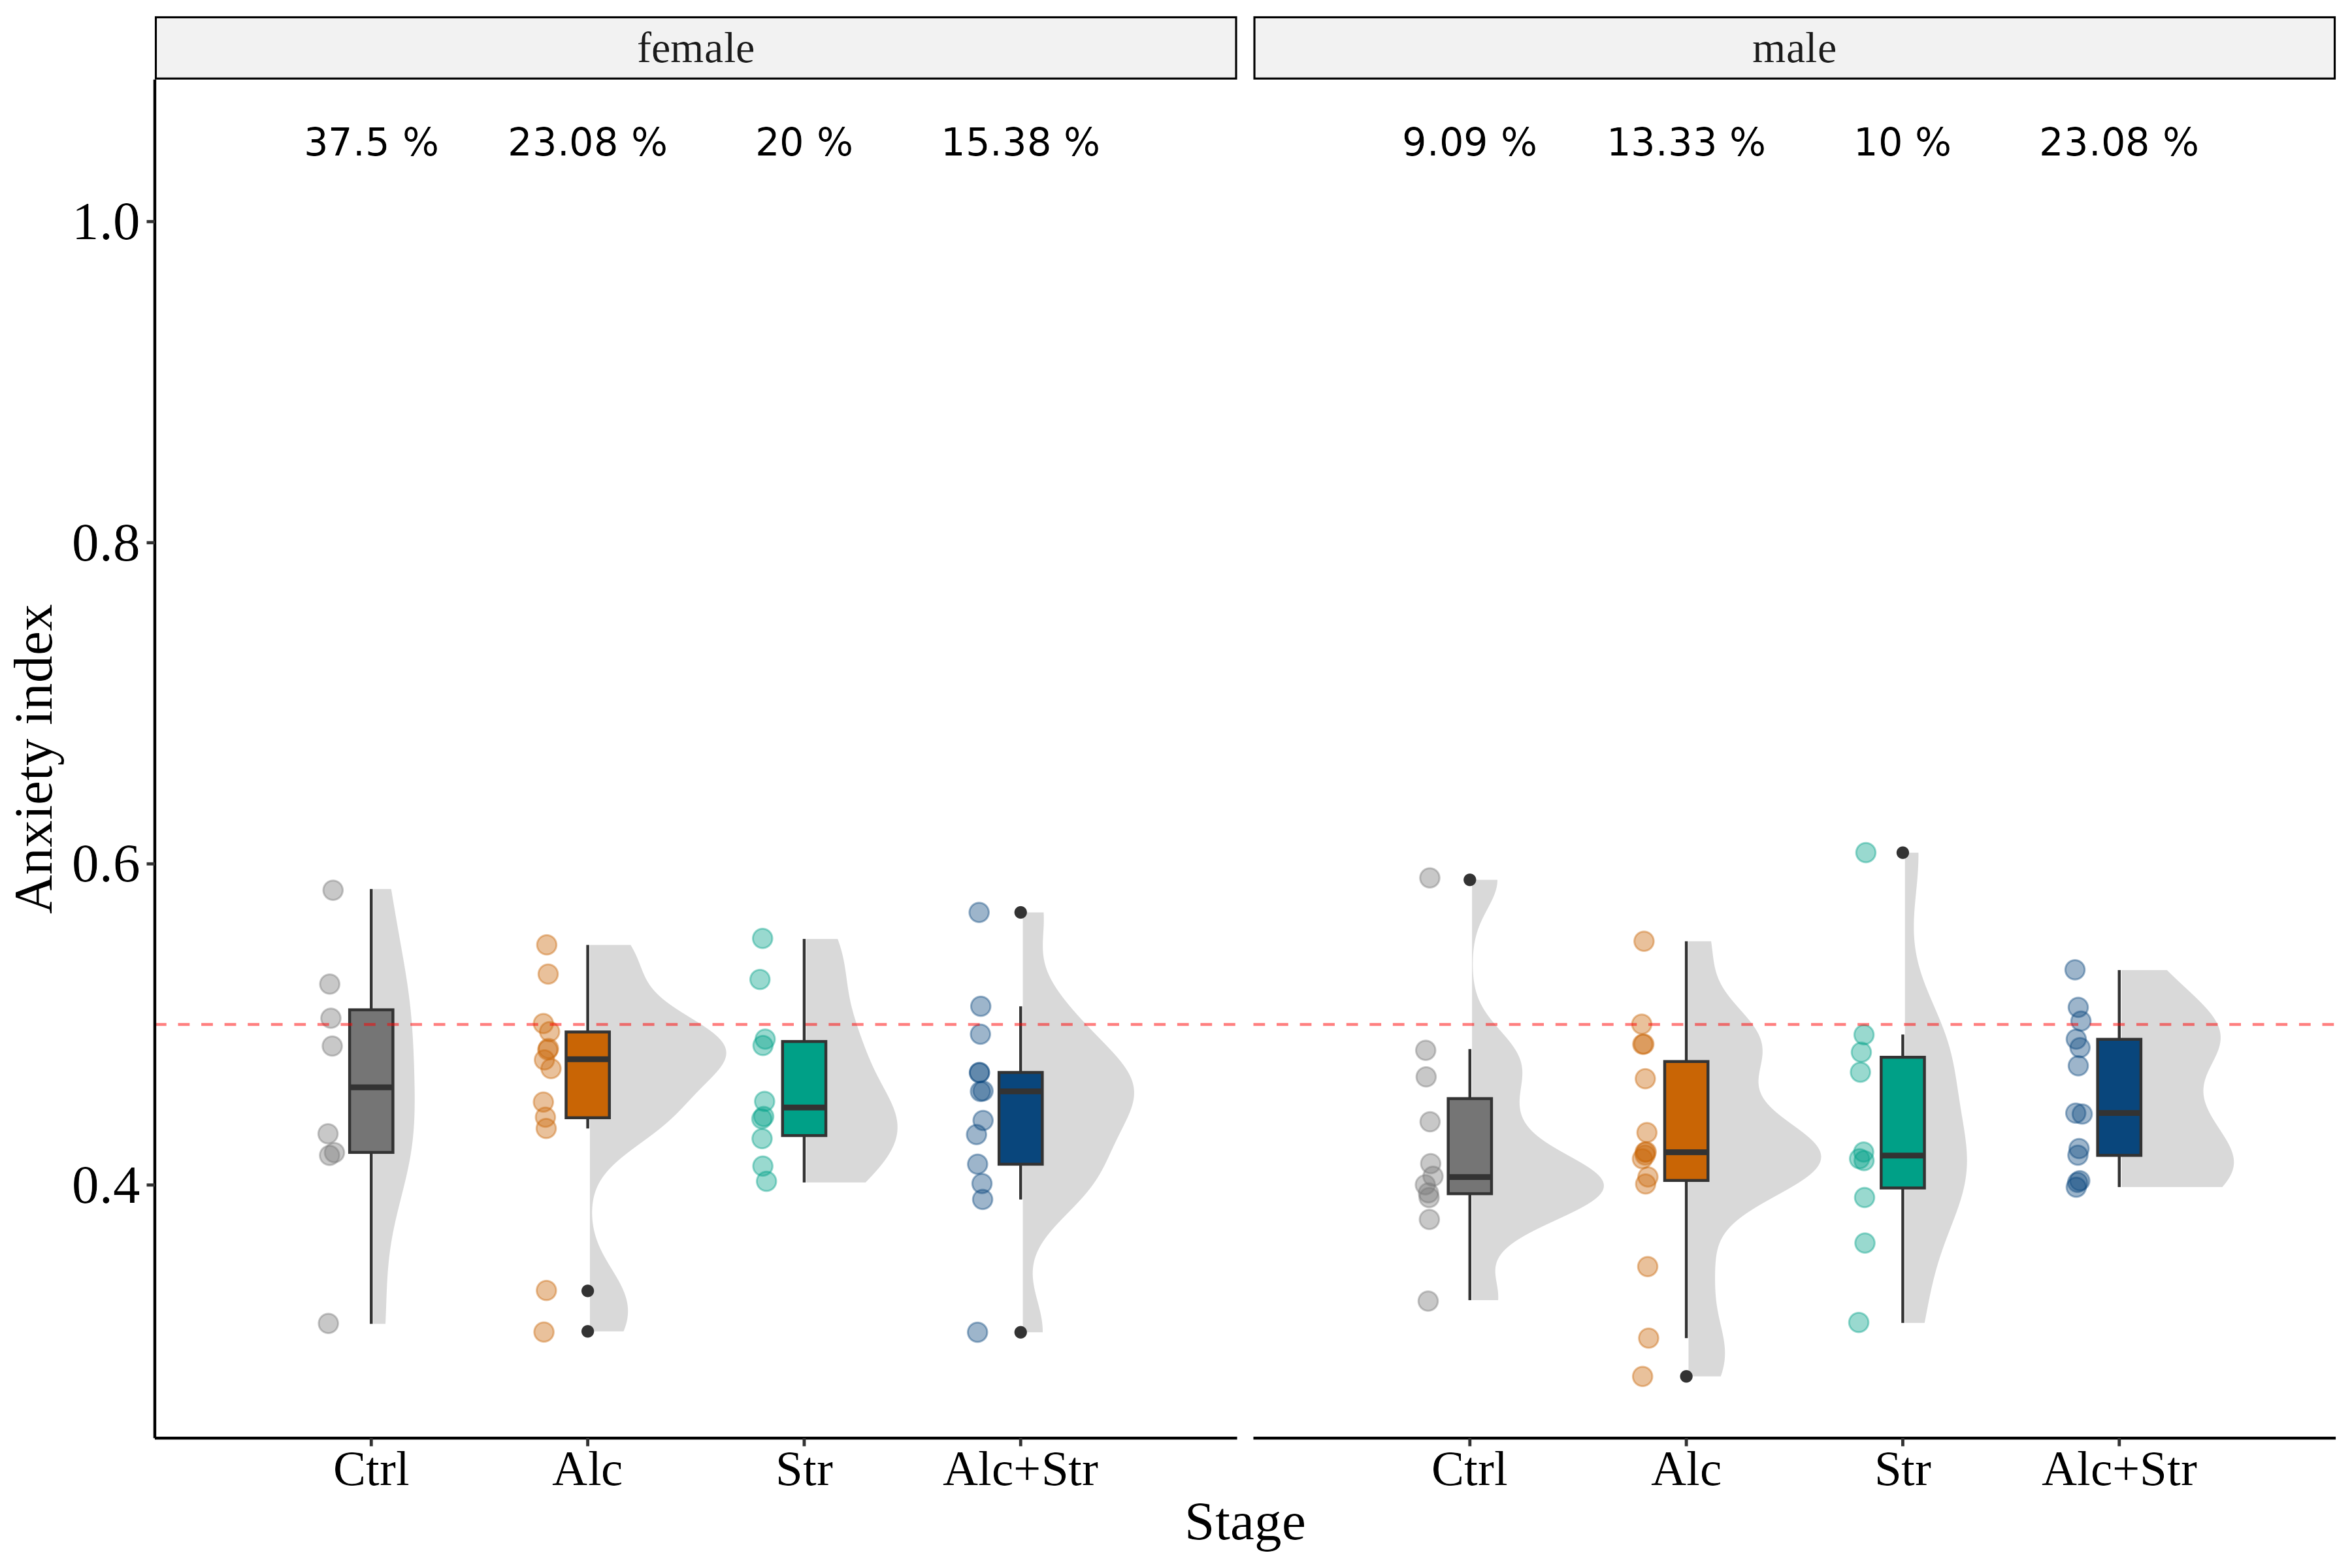 female male
37.5 % 23.08 % 20 % 15.38 % 9.09 % 13.33 % 10 % 23.08 %
1.0
0.8
0.6
0.4
Anxiety index
Ctrl Alc Str Alc+Str Ctrl Alc Str Alc+Str
Stage